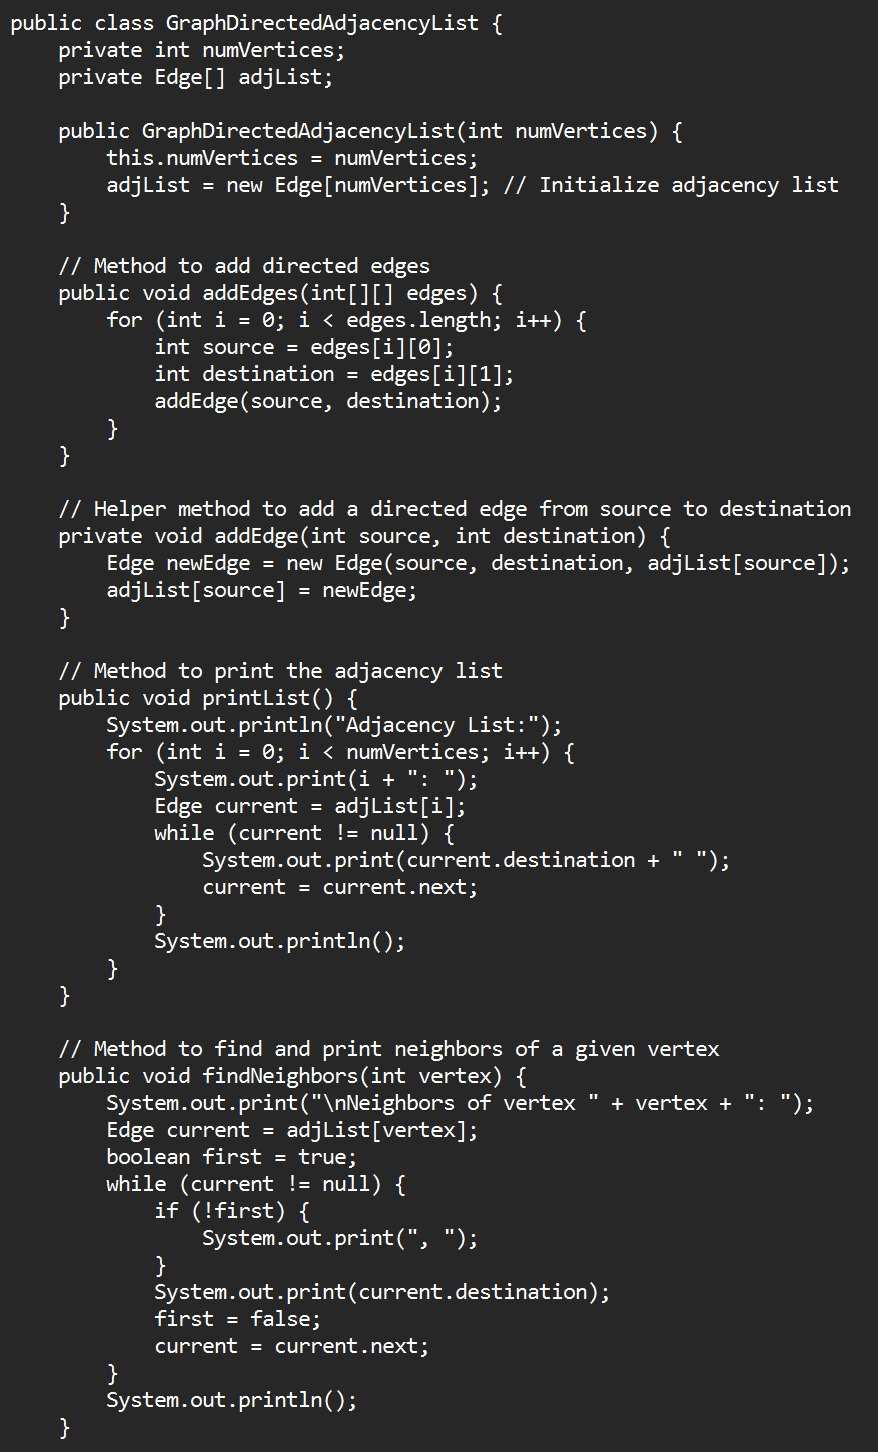 public class GraphDirectedAdjacencyList {
    private int numVertices;
    private Edge[] adjList;

    public GraphDirectedAdjacencyList(int numVertices) {
        this.numVertices = numVertices;
        adjList = new Edge[numVertices]; // Initialize adjacency list
    }

    // Method to add directed edges
    public void addEdges(int[][] edges) {
        for (int i = 0; i < edges.length; i++) {
            int source = edges[i][0];
            int destination = edges[i][1];
            addEdge(source, destination);
        }
    }

    // Helper method to add a directed edge from source to destination
    private void addEdge(int source, int destination) {
        Edge newEdge = new Edge(source, destination, adjList[source]);
        adjList[source] = newEdge;
    }

    // Method to print the adjacency list
    public void printList() {
        System.out.println("Adjacency List:");
        for (int i = 0; i < numVertices; i++) {
            System.out.print(i + ": ");
            Edge current = adjList[i];
            while (current != null) {
                System.out.print(current.destination + " ");
                current = current.next;
            }
            System.out.println();
        }
    }

    // Method to find and print neighbors of a given vertex
    public void findNeighbors(int vertex) {
        System.out.print("\nNeighbors of vertex " + vertex + ": ");
        Edge current = adjList[vertex];
        boolean first = true;
        while (current != null) {
            if (!first) {
                System.out.print(", ");
            }
            System.out.print(current.destination);
            first = false;
            current = current.next;
        }
        System.out.println();
    }